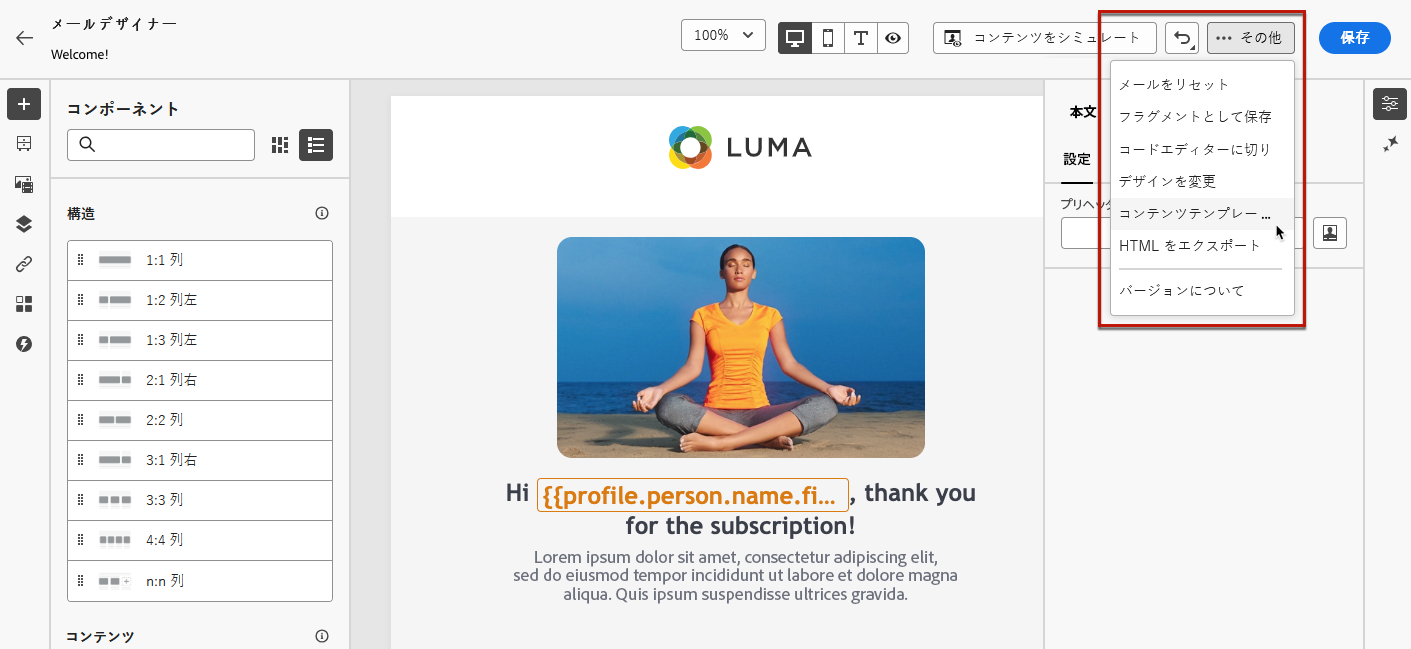 メールデザイナー
Welcome!
100%
コンテンツをシミュレート
その他
保存
コンポーネント
構造
1:1 列
1:2 列左
1:3 列左
2:1 列右
2:2 列
3:1 列右
3:3 列
4:4 列
n:n 列
コンテンツ
LUMA
Hi {{profile.person.name.fi... , thank you
for the subscription!
Lorem ipsum dolor sit amet, consectetur adipiscing elit,
sed do eiusmod tempor incididunt ut labore et dolore magna
aliqua. Quis ipsum suspendisse ultrices gravida.
本文
設定
プリヘッダ
メールをリセット
フラグメントとして保存
コードエディターに切り
デザインを変更
コンテンツテンプレー ...
HTML をエクスポート
バージョンについて